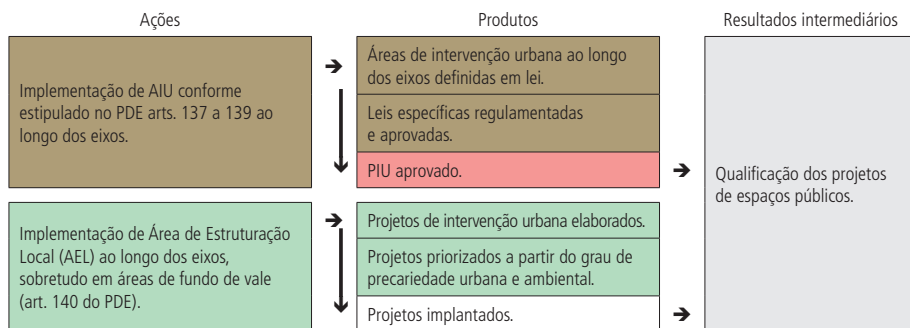 Ações
Produtos
Resultados intermediários
Implementação de AIU conforme
estipulado no PDE arts. 137 a 139 ao
longo dos eixos.
Áreas de intervenção urbana ao longo
dos eixos definidas em lei.
Leis específicas regulamentadas
e aprovadas.
PIU aprovado.
Qualificação dos projetos
de espaços públicos.
Implementação de Área de Estruturação
Local (AEL) ao longo dos eixos,
sobretudo em áreas de fundo de vale
(art. 140 do PDE).
Projetos de intervenção urbana elaborados.
Projetos priorizados a partir do grau de
precariedade urbana e ambiental.
Projetos implantados.